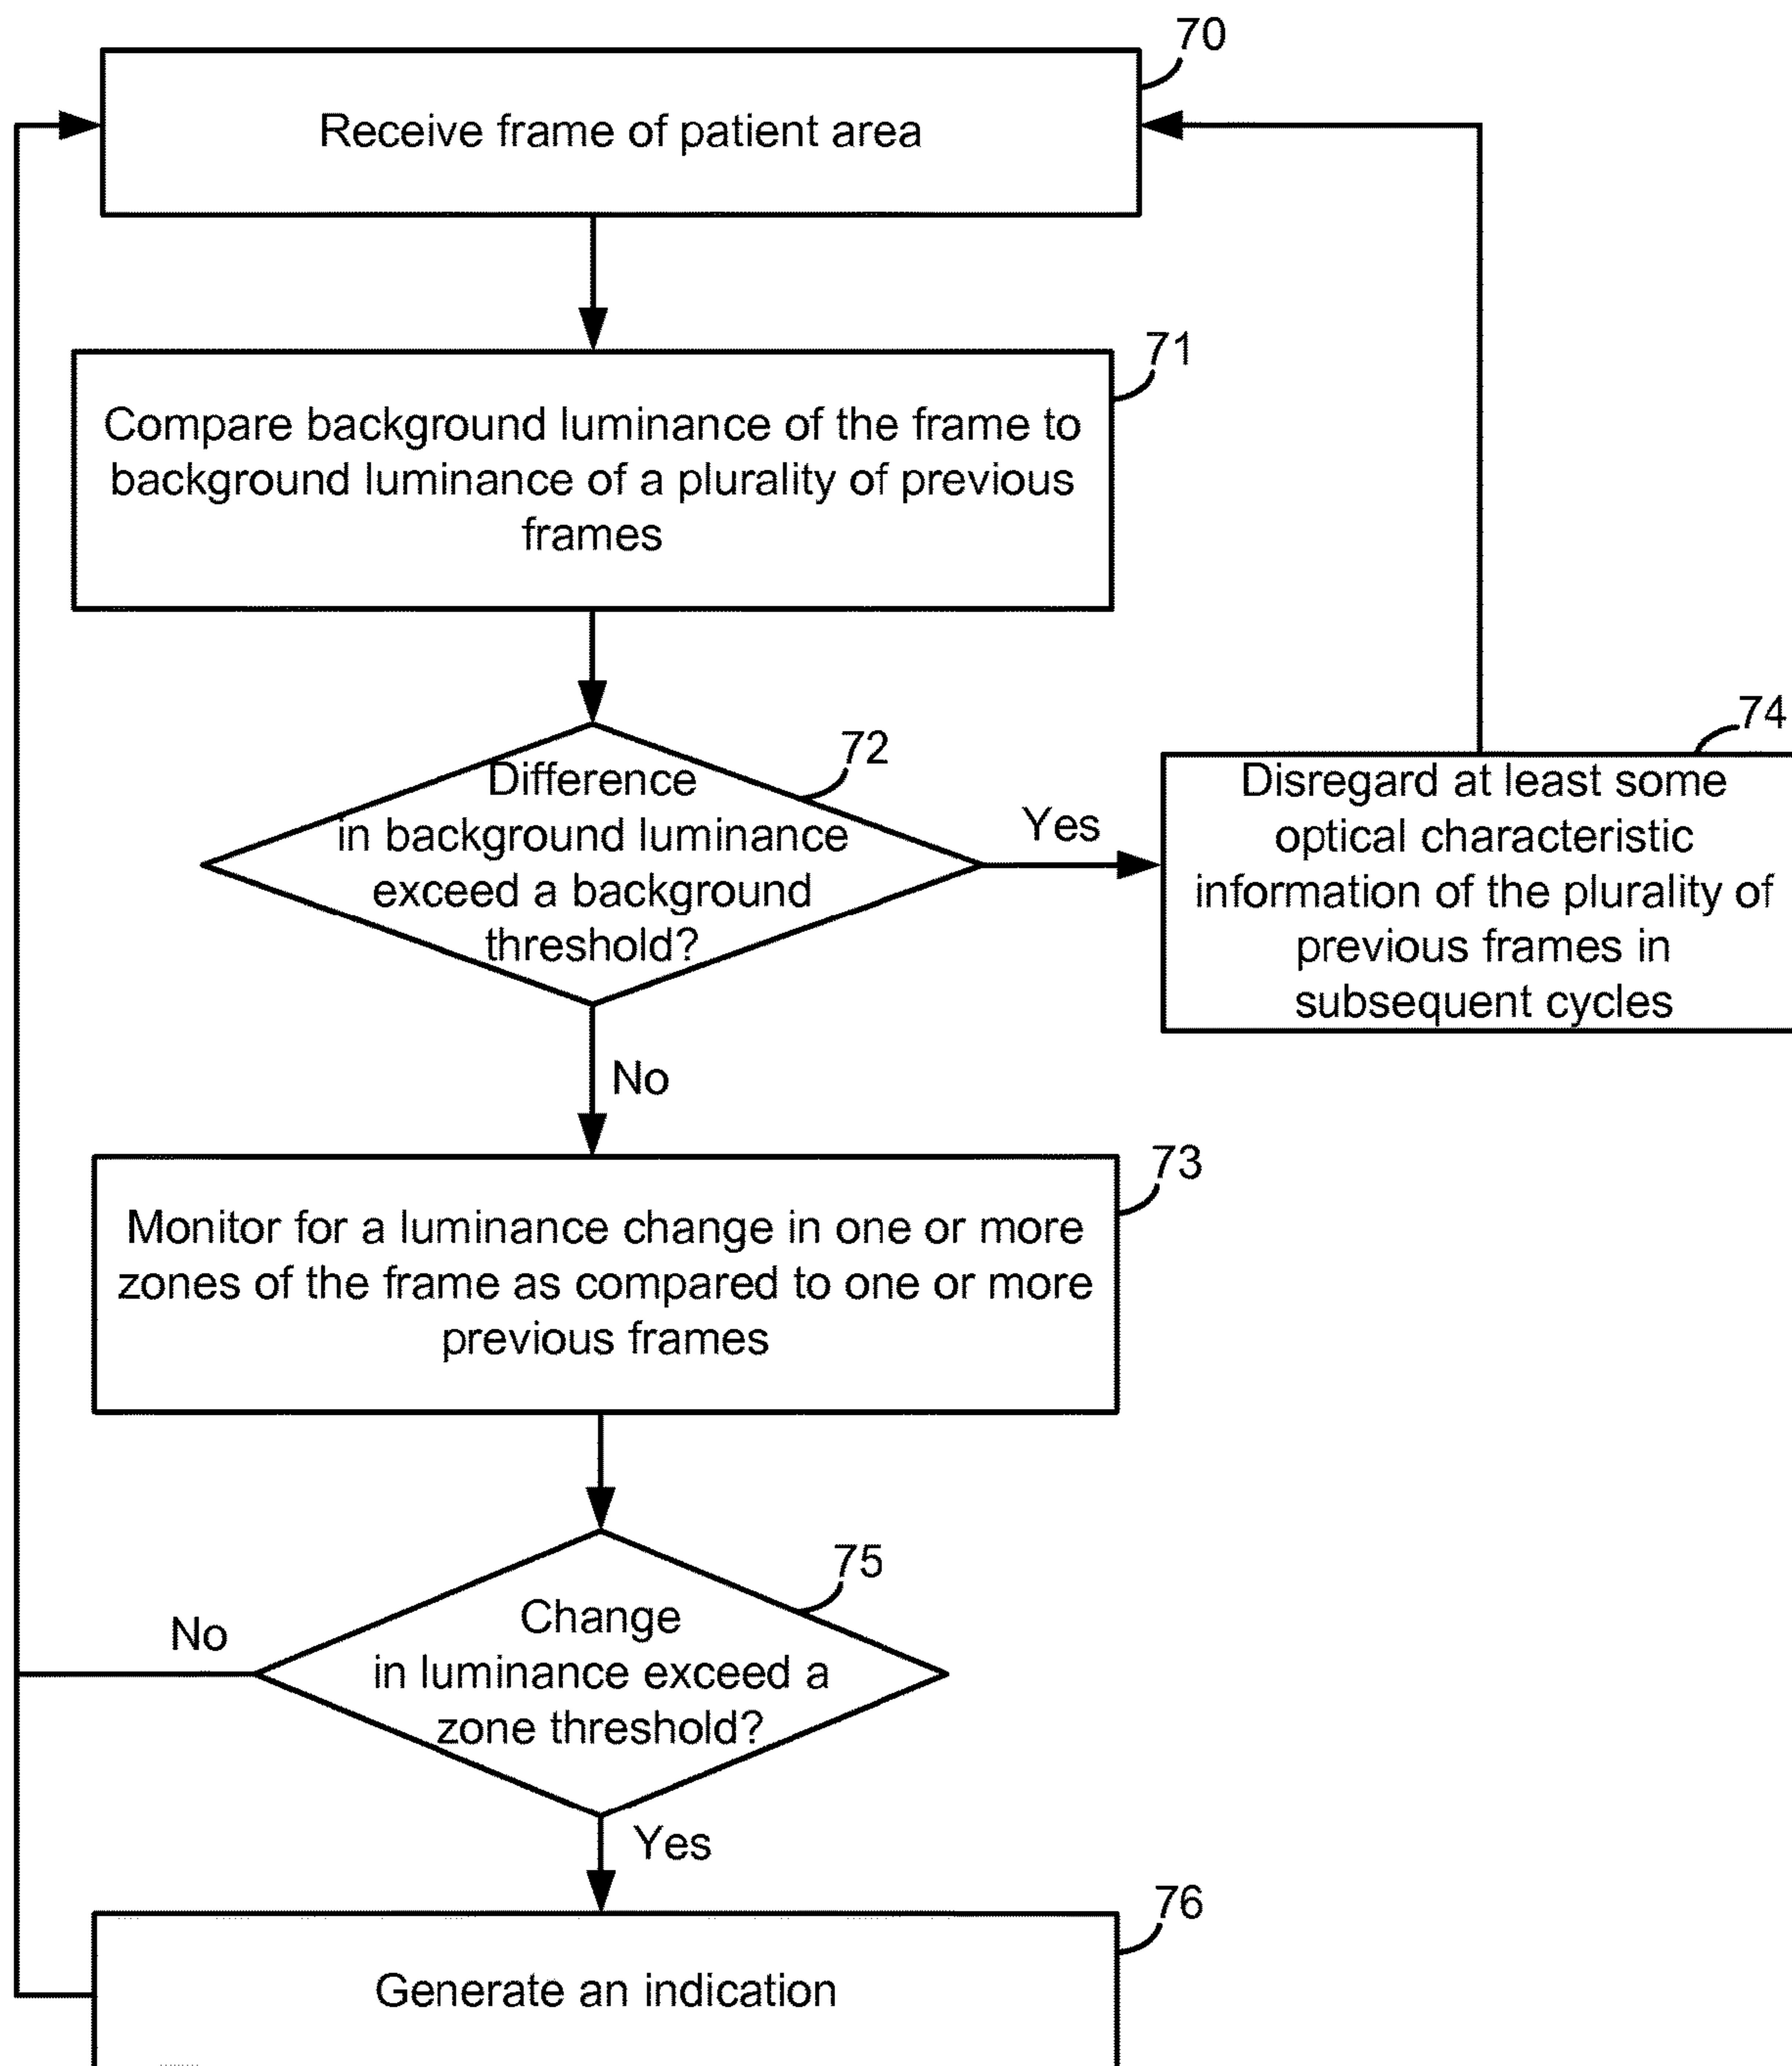 70
Receive frame of patient area
71
Compare background luminance of the frame to
background luminance of a plurality of previous
frames
72
Difference
in background luminance
exceed a background
threshold?
Yes
74
Disregard at least some
optical characteristic
information of the plurality of
previous frames in
subsequent cycles
No
73
Monitor for a luminance change in one or more
zones of the frame as compared to one or more
previous frames
75
Change
in luminance exceed a
zone threshold?
No
Yes
76
Generate an indication